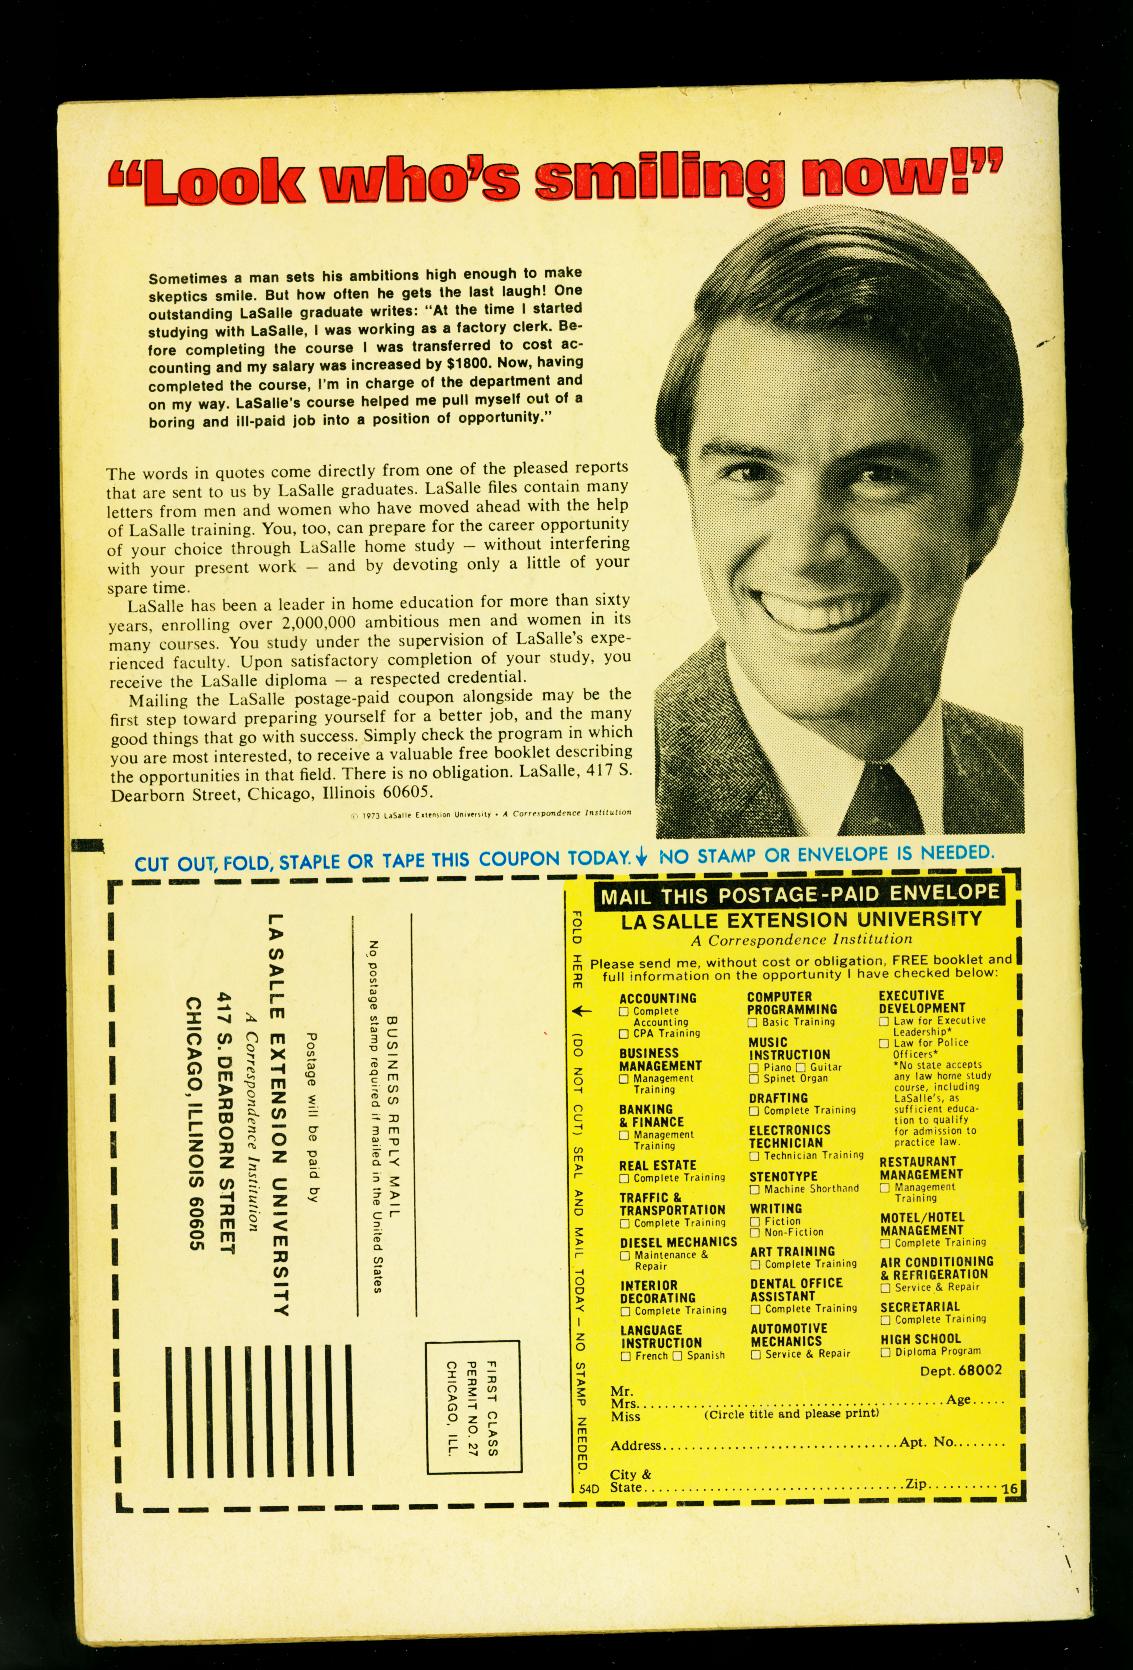 “Look who’s smiling now!”
Sometimes a man sets his ambitions high enough to make
skeptics smile. But how often he gets the last laugh! One
outstanding LaSalle graduate writes: “At the time I started
studying with LaSalle, I was working as a factory clerk. Be-
fore completing the course I was transferred to cost ac-
counting and my salary was increased by $1800. Now, having
completed the course, I’m in charge of the department and
on my way. LaSalle’s course helped me pull myself out of a
boring and ill-paid job into a position of opportunity.”
The words in quotes come directly from one of the pleased reports
that are sent to us by LaSalle graduates. LaSalle files contain many
letters from men and women who have moved ahead with the help
of LaSalle training. You, too, can prepare for the career opportunity
of your choice through LaSalle home study — without interfering
with your present work — and by devoting only a little of your
spare time.
LaSalle has been a leader in home education for more than sixty
years, enrolling over 2,000,000 ambitious men and women in its
many courses. You study under the supervision of LaSalle’s expe-
rienced faculty. Upon satisfactory completion of your study, you
receive the LaSalle diploma — a respected credential.
Mailing the LaSalle postage-paid coupon alongside may be the
first step toward preparing yourself for a better job, and the many
good things that go with success. Simply check the program in which
you are most interested, to receive a valuable free booklet describing
the opportunities in that field. There is no obligation. LaSalle, 417 S.
Dearborn Street, Chicago, Illinois 60605.
© 1973 LaSalle Extension University • A Correspondence Institution
CUT OUT, FOLD, STAPLE OR TAPE THIS COUPON TODAY. ↓ NO STAMP OR ENVELOPE IS NEEDED.
FIRST CLASS
PERMIT NO. 27
CHICAGO, ILL.
BUSINESS REPLY MAIL
No postage stamp required if mailed in the United States
Postage will be paid by
LA SALLE EXTENSION UNIVERSITY
A Correspondence Institution
417 S. DEARBORN STREET
CHICAGO, ILLINOIS 60605
FOLD HERE ↓ (DO NOT CUT) SEAL AND MAIL TODAY — NO STAMP NEEDED.
MAIL THIS POSTAGE-PAID ENVELOPE
LA SALLE EXTENSION UNIVERSITY
A Correspondence Institution
Please send me, without cost or obligation, FREE booklet and
full information on the opportunity I have checked below:
ACCOUNTING
☐ Complete
Accounting
☐ CPA Training
BUSINESS
MANAGEMENT
☐ Management
Training
BANKING
& FINANCE
☐ Management
Training
REAL ESTATE
☐ Complete Training
TRAFFIC &
TRANSPORTATION
☐ Complete Training
DIESEL MECHANICS
☐ Maintenance &
Repair
INTERIOR
DECORATING
☐ Complete Training
LANGUAGE
INSTRUCTION
☐ French ☐ Spanish
COMPUTER
PROGRAMMING
☐ Basic Training
MUSIC
INSTRUCTION
☐ Piano ☐ Guitar
☐ Spinet Organ
DRAFTING
☐ Complete Training
ELECTRONICS
TECHNICIAN
☐ Technician Training
STENOTYPE
☐ Machine Shorthand
WRITING
☐ Fiction
☐ Non-Fiction
ART TRAINING
☐ Complete Training
DENTAL OFFICE
ASSISTANT
☐ Complete Training
AUTOMOTIVE
MECHANICS
☐ Service & Repair
EXECUTIVE
DEVELOPMENT
☐ Law for Executive
Leadership*
☐ Law for Police
Officers*
*No state accepts
any law home study
course, including
LaSalle’s, as
sufficient educa-
tion to qualify
for admission to
practice law.
RESTAURANT
MANAGEMENT
☐ Management
Training
MOTEL/HOTEL
MANAGEMENT
☐ Complete Training
AIR CONDITIONING
& REFRIGERATION
☐ Service & Repair
SECRETARIAL
☐ Complete Training
HIGH SCHOOL
☐ Diploma Program
Dept. 68002
Mr.
Mrs. Age
Miss (Circle title and please print)
Address Apt. No.
City &
State Zip
54D
16